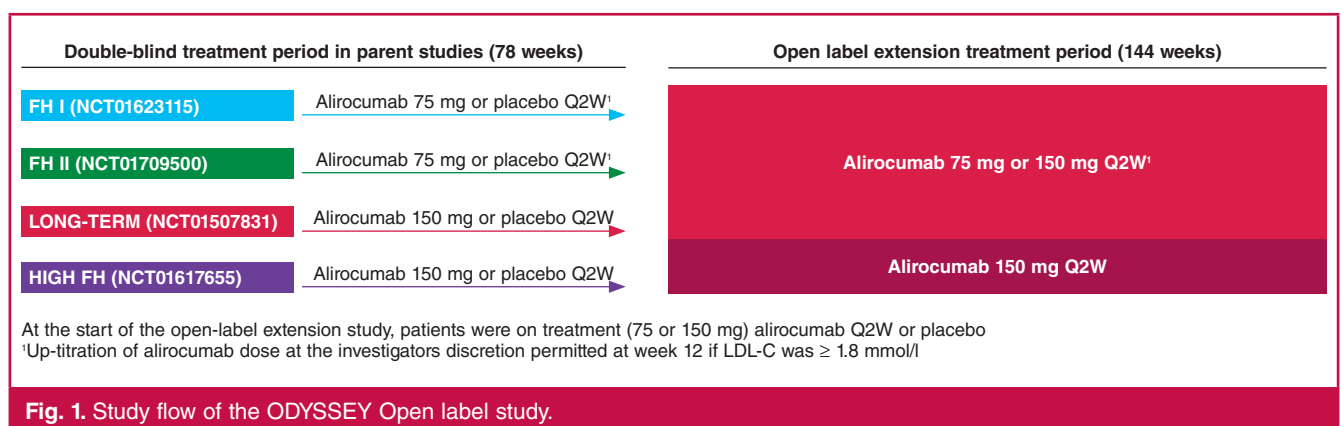 Double-blind treatment period in parent studies (78 weeks)
Open label extension treatment period (144 weeks)
FH I (NCT01623115)
Alirocumab 75 mg or placebo Q2W¹
FH II (NCT01709500)
Alirocumab 75 mg or placebo Q2W¹
LONG-TERM (NCT01507831)
Alirocumab 150 mg or placebo Q2W
HIGH FH (NCT01617655)
Alirocumab 150 mg or placebo Q2W
Alirocumab 75 mg or 150 mg Q2W¹
Alirocumab 150 mg Q2W
At the start of the open-label extension study, patients were on treatment (75 or 150 mg) alirocumab Q2W or placebo
¹Up-titration of alirocumab dose at the investigators discretion permitted at week 12 if LDL-C was ≥ 1.8 mmol/l
Fig. 1. Study flow of the ODYSSEY Open label study.